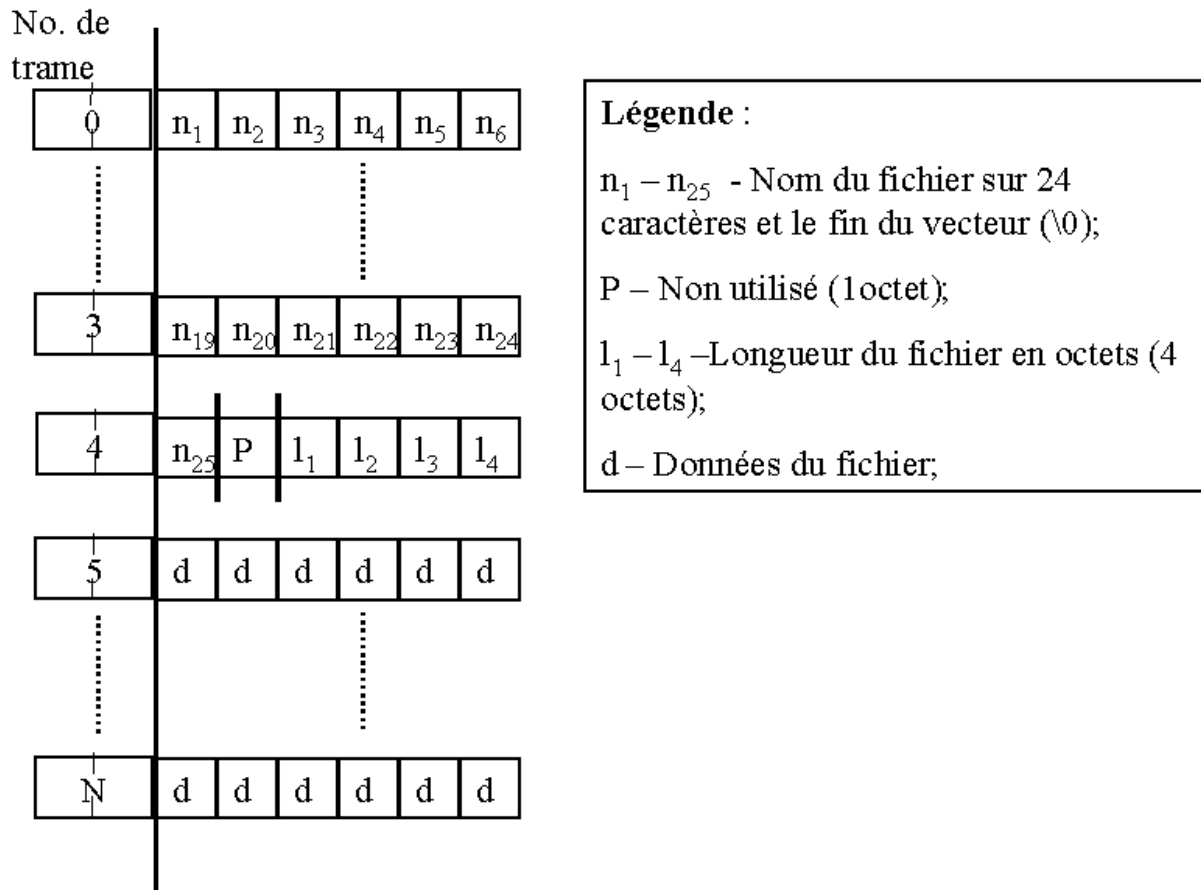 No. de
trame
0 n₁ n₂ n₃ n₄ n₅ n₆
3 n₁₉ n₂₀ n₂₁ n₂₂ n₂₃ n₂₄
4 n₂₅ P l₁ l₂ l₃ l₄
5 d d d d d d
N d d d d d d
Légende :
n₁ – n₂₅ - Nom du fichier sur 24
caractères et le fin du vecteur (\0);
P – Non utilisé (1octet);
l₁ – l₄ –Longueur du fichier en octets (4
octets);
d – Données du fichier;